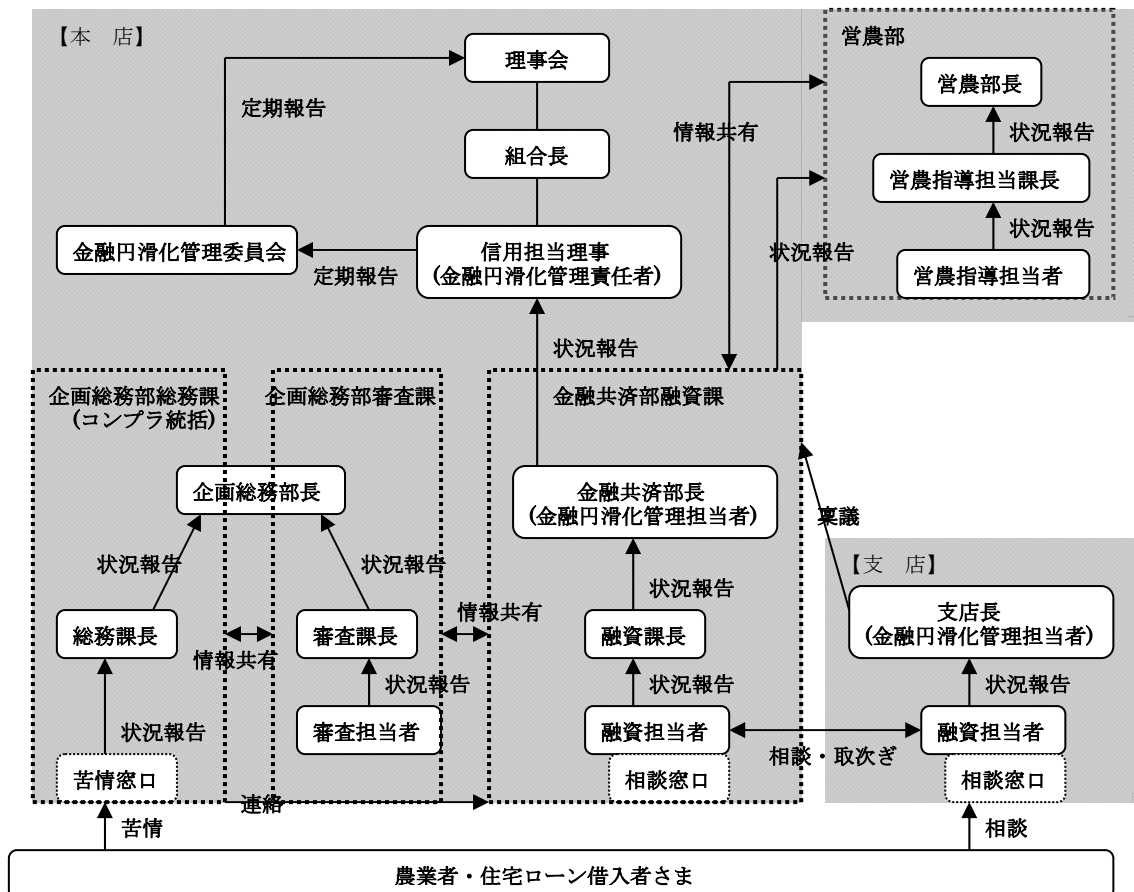 【本　店】
理事会
定期報告
組合長
金融円滑化管理委員会
定期報告
信用担当理事
(金融円滑化管理責任者)
情報共有
状況報告
営農部
営農部長
状況報告
営農指導担当課長
状況報告
営農指導担当者
状況報告
企画総務部総務課
(コンプラ統括)
企画総務部審査課
金融共済部融資課
企画総務部長
状況報告
状況報告
総務課長
情報共有
審査課長
情報共有
状況報告
審査担当者
状況報告
苦情窓口
連絡
苦情
金融共済部長
(金融円滑化管理担当者)
状況報告
融資課長
状況報告
融資担当者
相談窓口
相談・取次ぎ
稟議
【支　店】
支店長
(金融円滑化管理担当者)
状況報告
融資担当者
相談窓口
相談
農業者・住宅ローン借入者さま